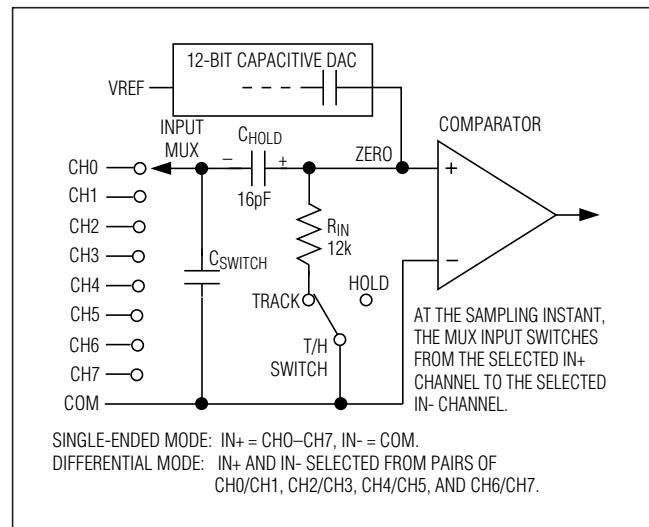 12-BIT CAPACITIVE DAC
VREF
INPUT
MUX
CHOLD
16pF
ZERO
COMPARATOR
CH0
CH1
CH2
CH3
CH4
CH5
CH6
CH7
COM
CSWITCH
RIN
12k
TRACK
HOLD
T/H
SWITCH
– +
+
–
AT THE SAMPLING INSTANT,
THE MUX INPUT SWITCHES
FROM THE SELECTED IN+
CHANNEL TO THE SELECTED
IN- CHANNEL.
SINGLE-ENDED MODE: IN+ = CHO–CH7, IN- = COM.
DIFFERENTIAL MODE: IN+ AND IN- SELECTED FROM PAIRS OF
CH0/CH1, CH2/CH3, CH4/CH5, AND CH6/CH7.